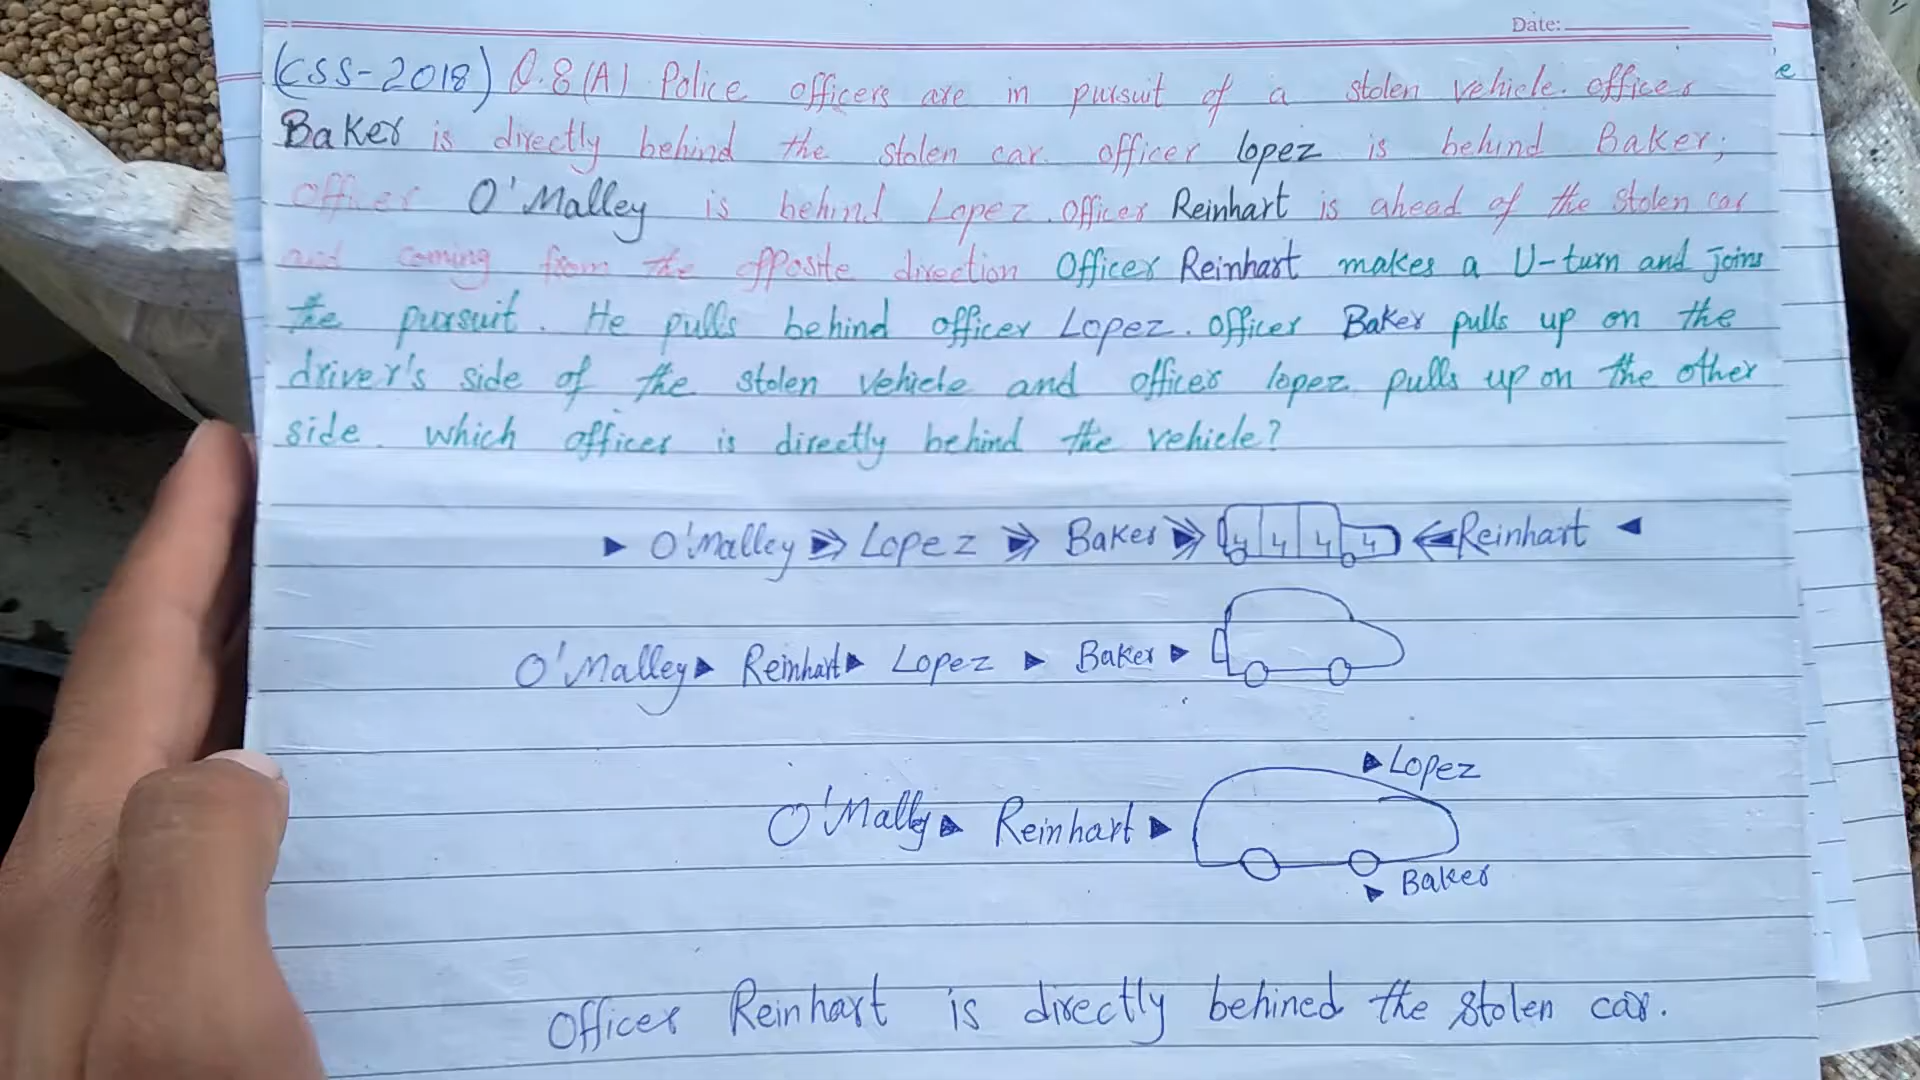 Date:
(CSS-2018) Q.8(A) Police officers are in pursuit of a stolen vehicle. officer
Baker is directly behind the stolen car. officer lopez is behind Baker;
officer O'Malley is behind Lopez. officer Reinhart is ahead of the stolen car
and coming from the opposite direction Officer Reinhart makes a U-turn and joins
the pursuit. He pulls behind officer Lopez. officer Baker pulls up on the
driver's side of the stolen vehicle and officer lopez pulls up on the other
side. which officer is directly behind the vehicle?
O'Malley Lopez Baker 4 4 4 4 Reinhart
O'Malley Reinhart Lopez Baker
Lopez
O'Mally Reinhart
Baker
Officer Reinhart is directly behined the stolen car.
e